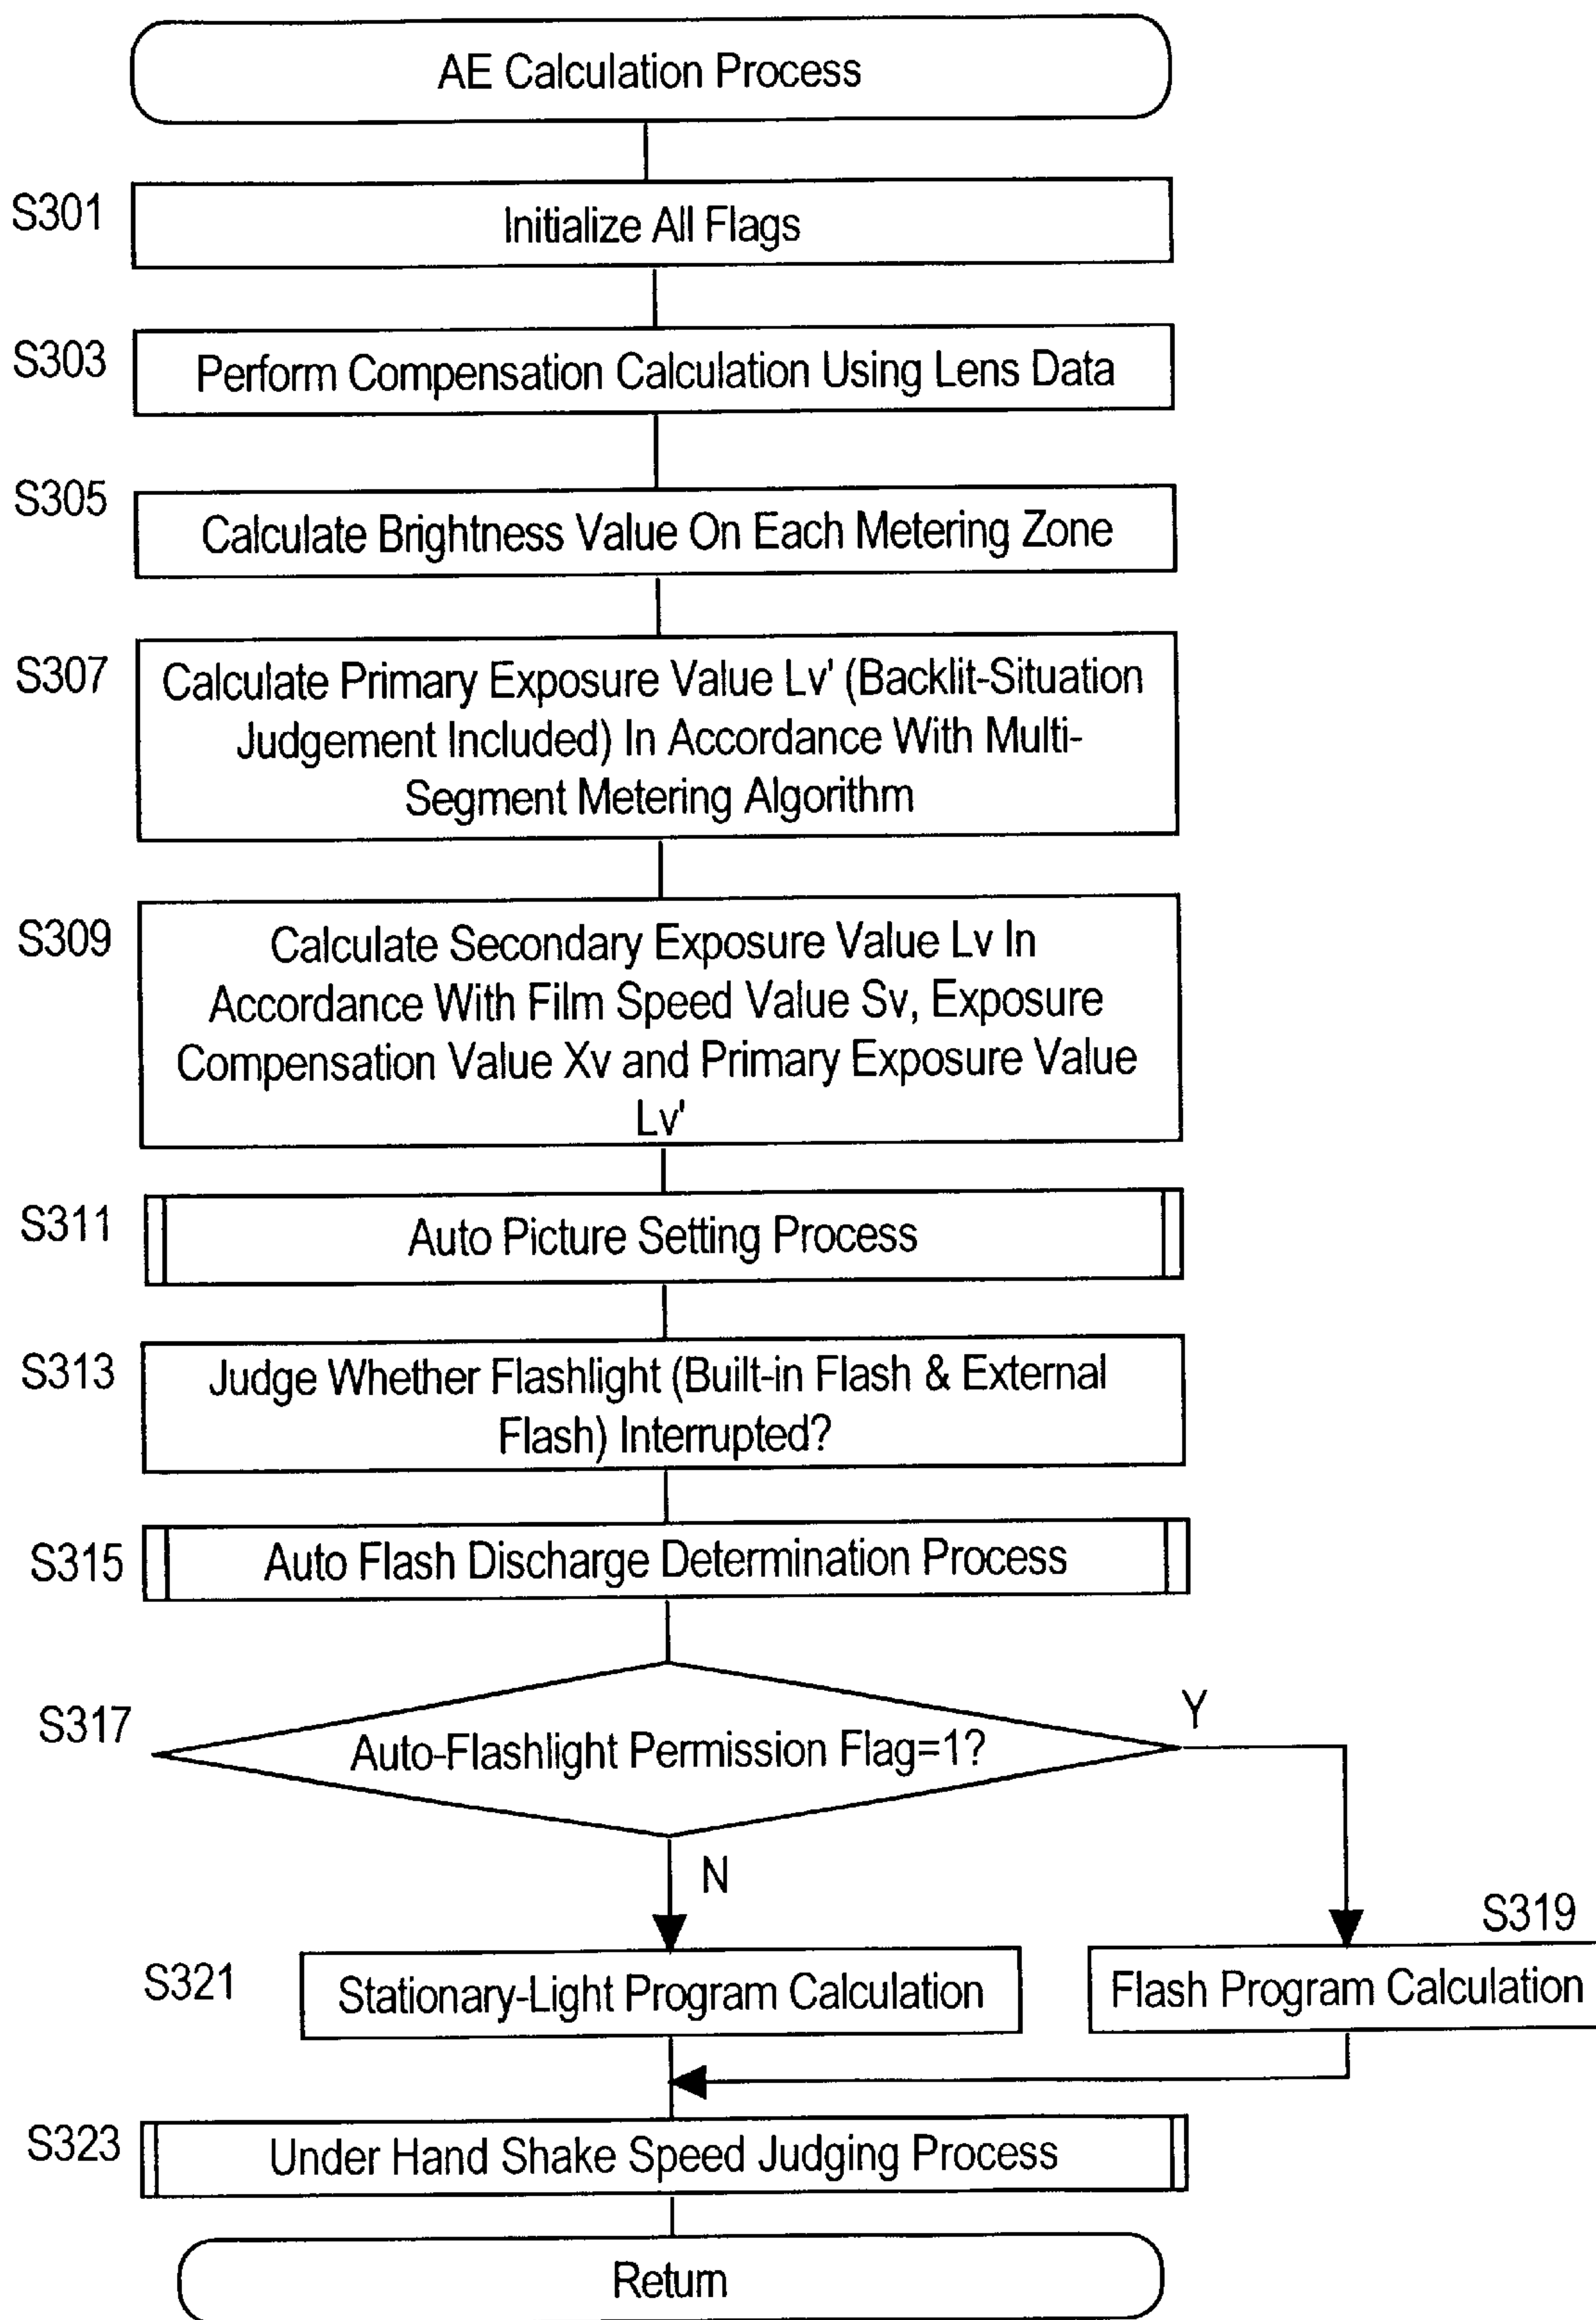 AE Calculation Process
S301
Initialize All Flags
S303
Perform Compensation Calculation Using Lens Data
S305
Calculate Brightness Value On Each Metering Zone
S307
Calculate Primary Exposure Value Lv' (Backlit-Situation
Judgement Included) In Accordance With Multi-
Segment Metering Algorithm
S309
Calculate Secondary Exposure Value Lv In
Accordance With Film Speed Value Sv, Exposure
Compensation Value Xv and Primary Exposure Value
Lv'
S311
Auto Picture Setting Process
S313
Judge Whether Flashlight (Built-in Flash & External
Flash) Interrupted?
S315
Auto Flash Discharge Determination Process
S317
Auto-Flashlight Permission Flag=1?
Y
N
S319
S321
Stationary-Light Program Calculation
Flash Program Calculation
S323
Under Hand Shake Speed Judging Process
Return